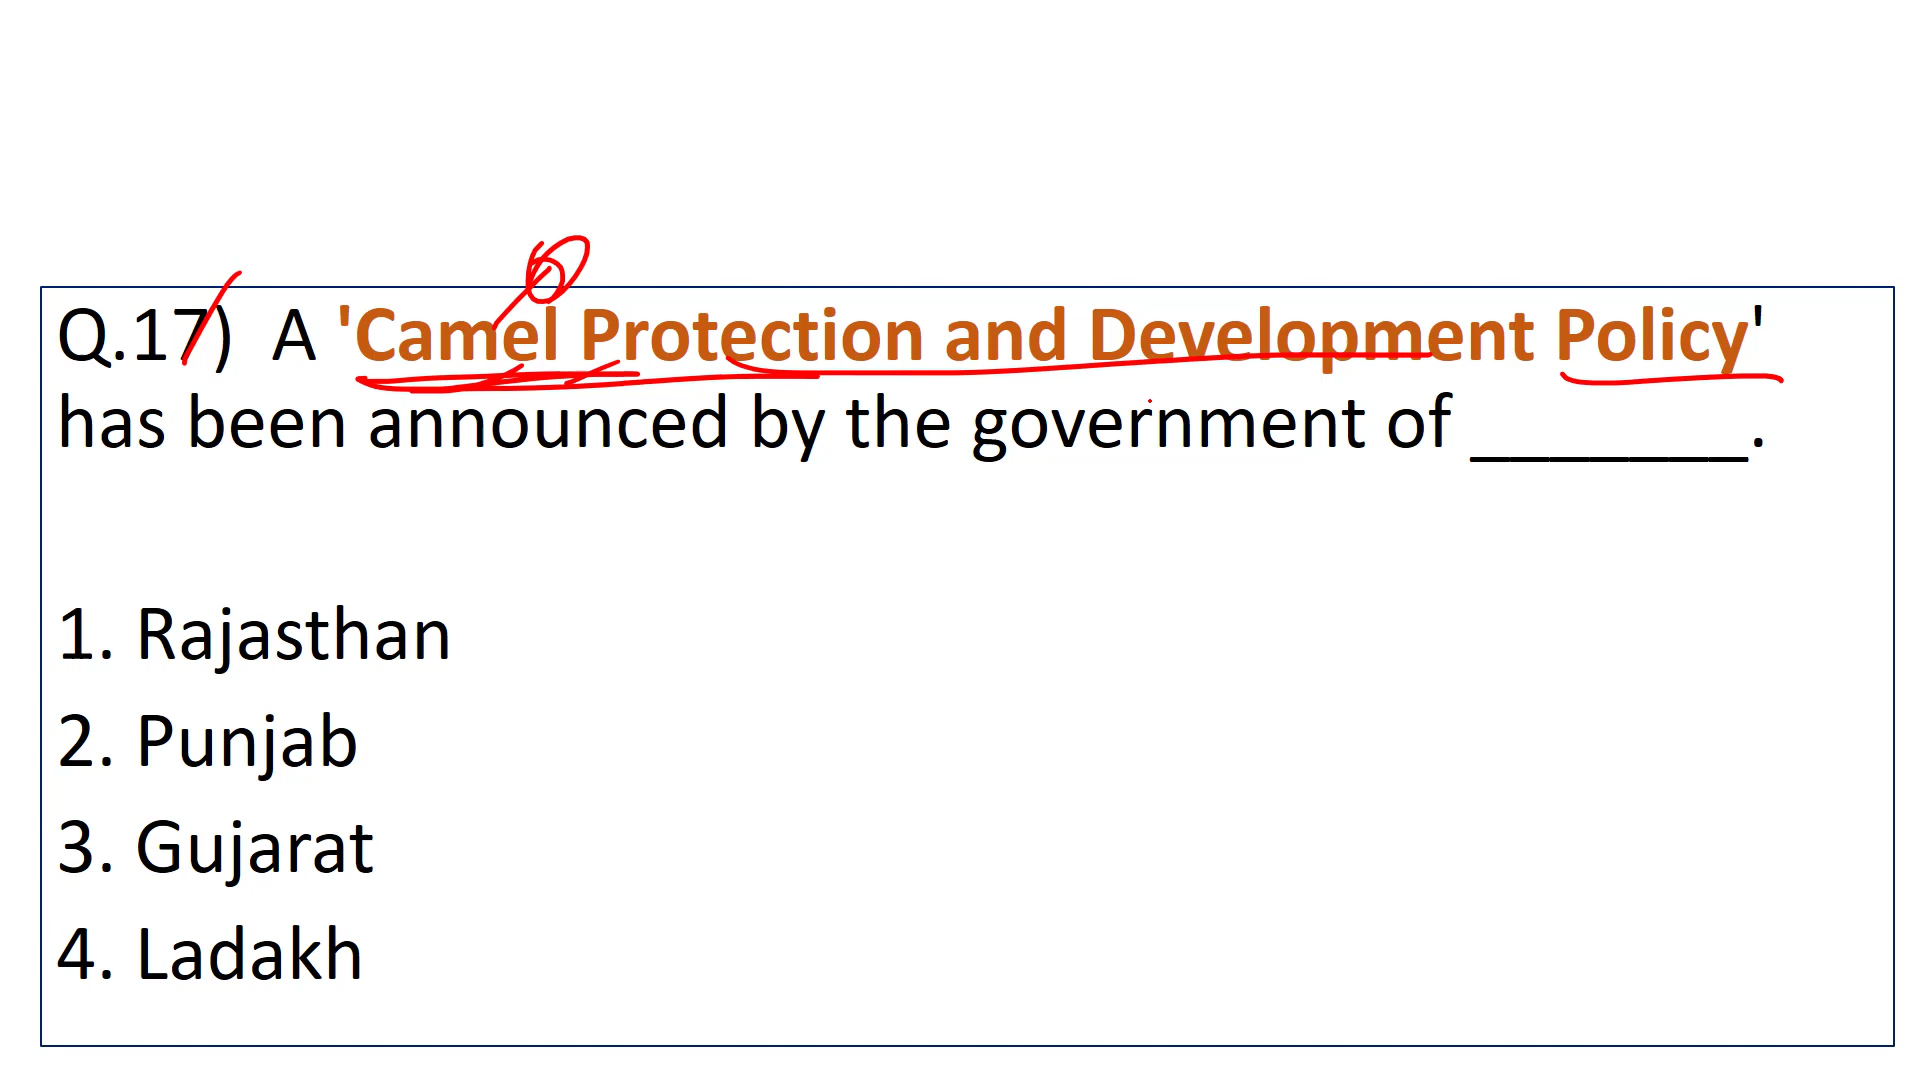 Q.17) A 'Camel Protection and Development Policy'
has been announced by the government of _______.
1. Rajasthan
2. Punjab
3. Gujarat
4. Ladakh